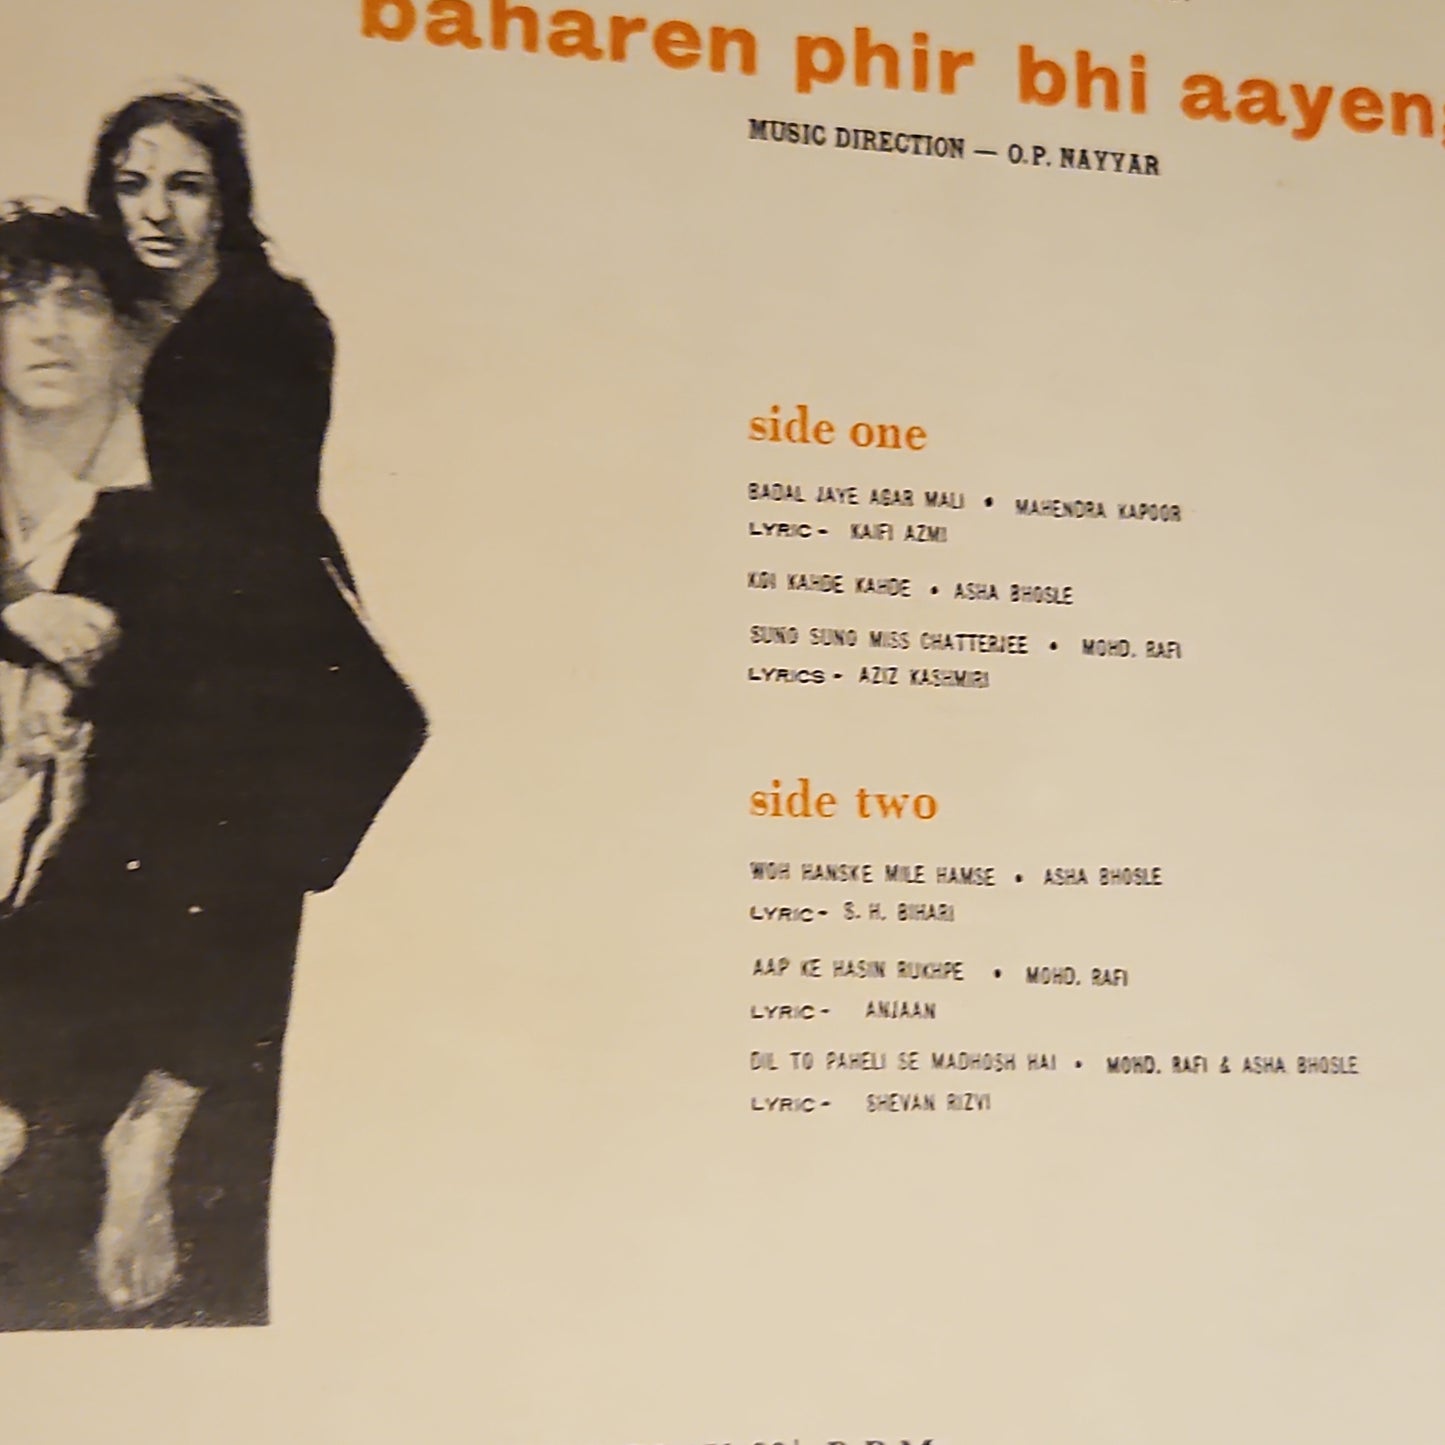 baharen phir bhi aayen
MUSIC DIRECTION — O.P. NAYYAR
side one
BADAL JAYE AGAR MALI • MAHENDRA KAPOOR
LYRIC - KAIFI AZMI
KOI KAHDE KAHDE • ASHA BHOSLE
SUNO SUNO MISS CHATTERJEE • MOHD. RAFI
LYRICS - AZIZ KASHMIRI
side two
WOH HANSKE MILE HAMSE • ASHA BHOSLE
LYRIC - S. H. BIHARI
AAP KE HASIN RUKHPE • MOHD. RAFI
LYRIC - ANJAAN
DIL TO PAHELI SE MADHOSH HAI • MOHD. RAFI & ASHA BHOSLE
LYRIC - SHEVAN RIZVI